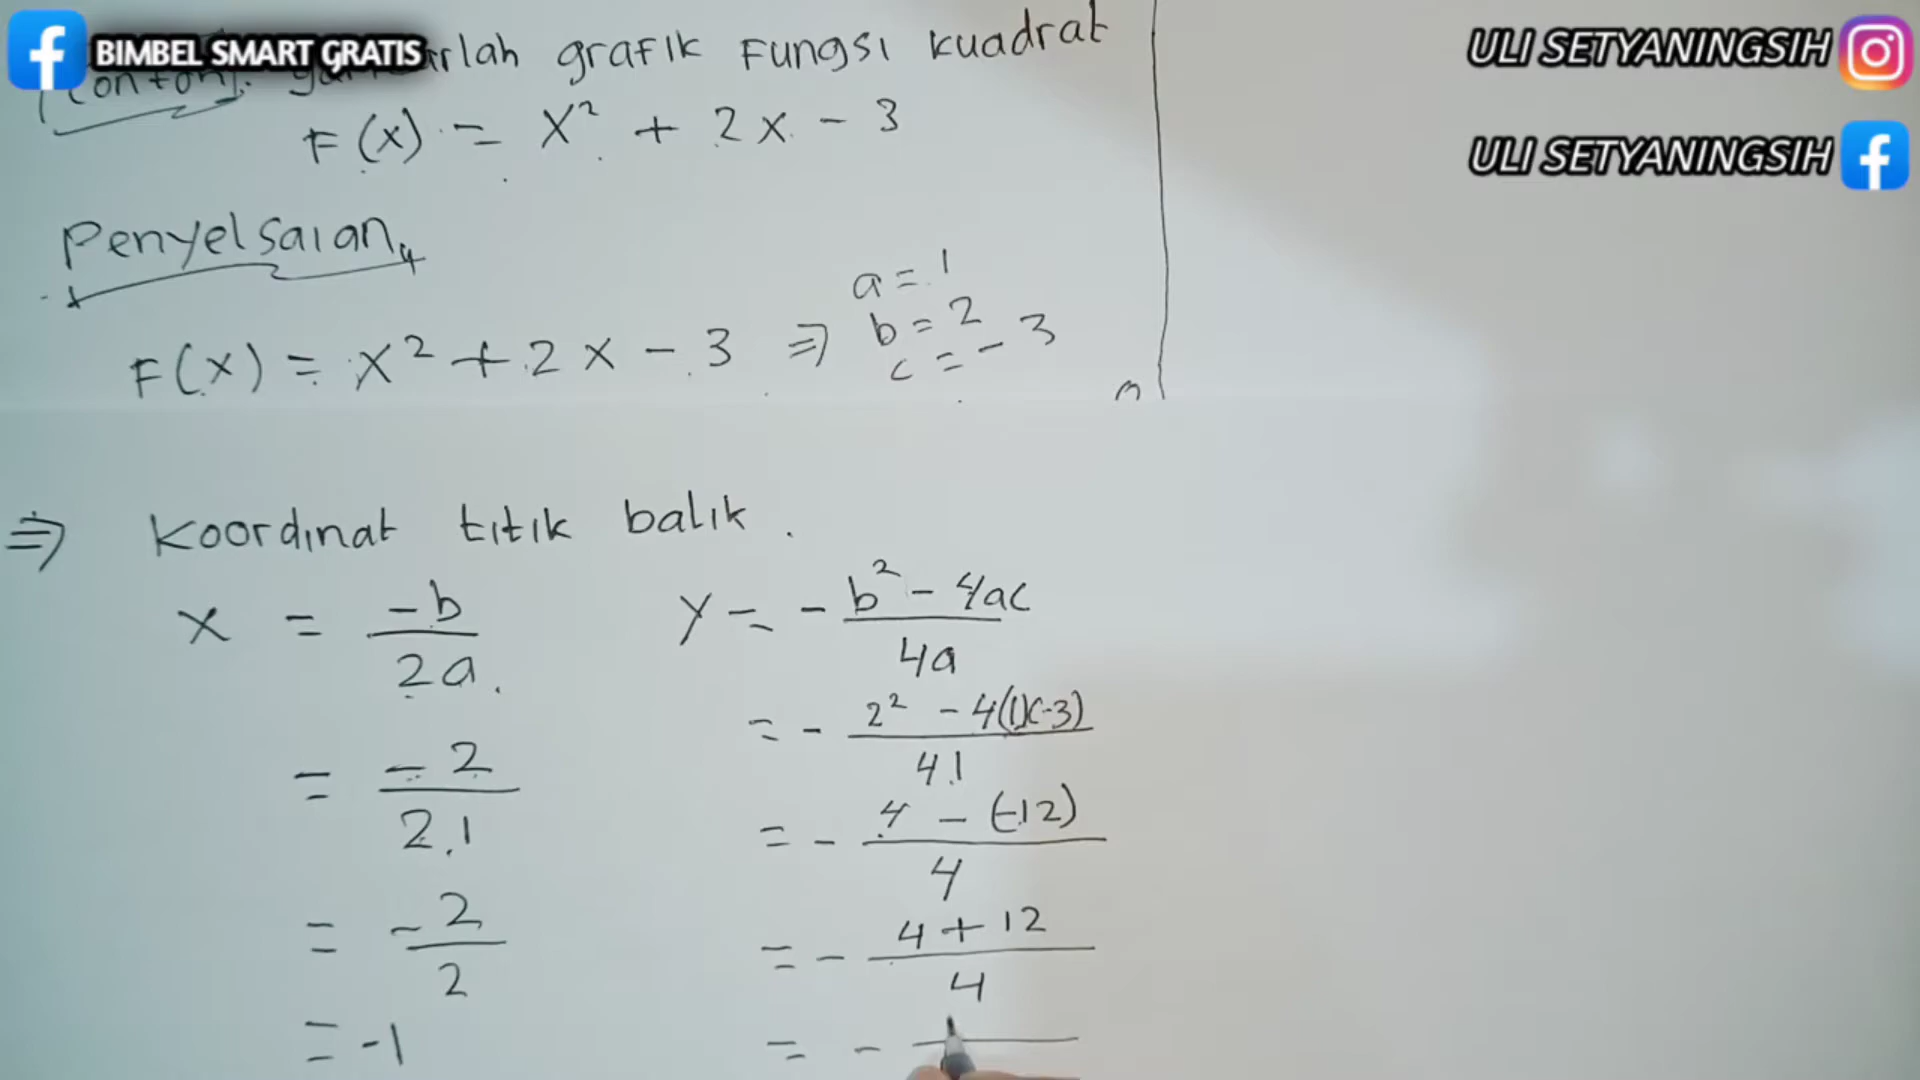 BIMBEL SMART GRATIS
ULI SETYANINGSIH
ULI SETYANINGSIH
grafik Fungsi kuadrat
F(x) = x² + 2x - 3
Penyelsaian
F(x) = x² + 2x - 3 ⇒ a = 1
b = 2
c = -3
⇒ Koordinat titik balik.
x = -b/2a
= -2/2.1
= -2/2
= -1
y = - b² - 4ac/4a
= - 2² - 4(1)(-3)/4.1
= - 4 - (-12)/4
= - 4 + 12/4
= -